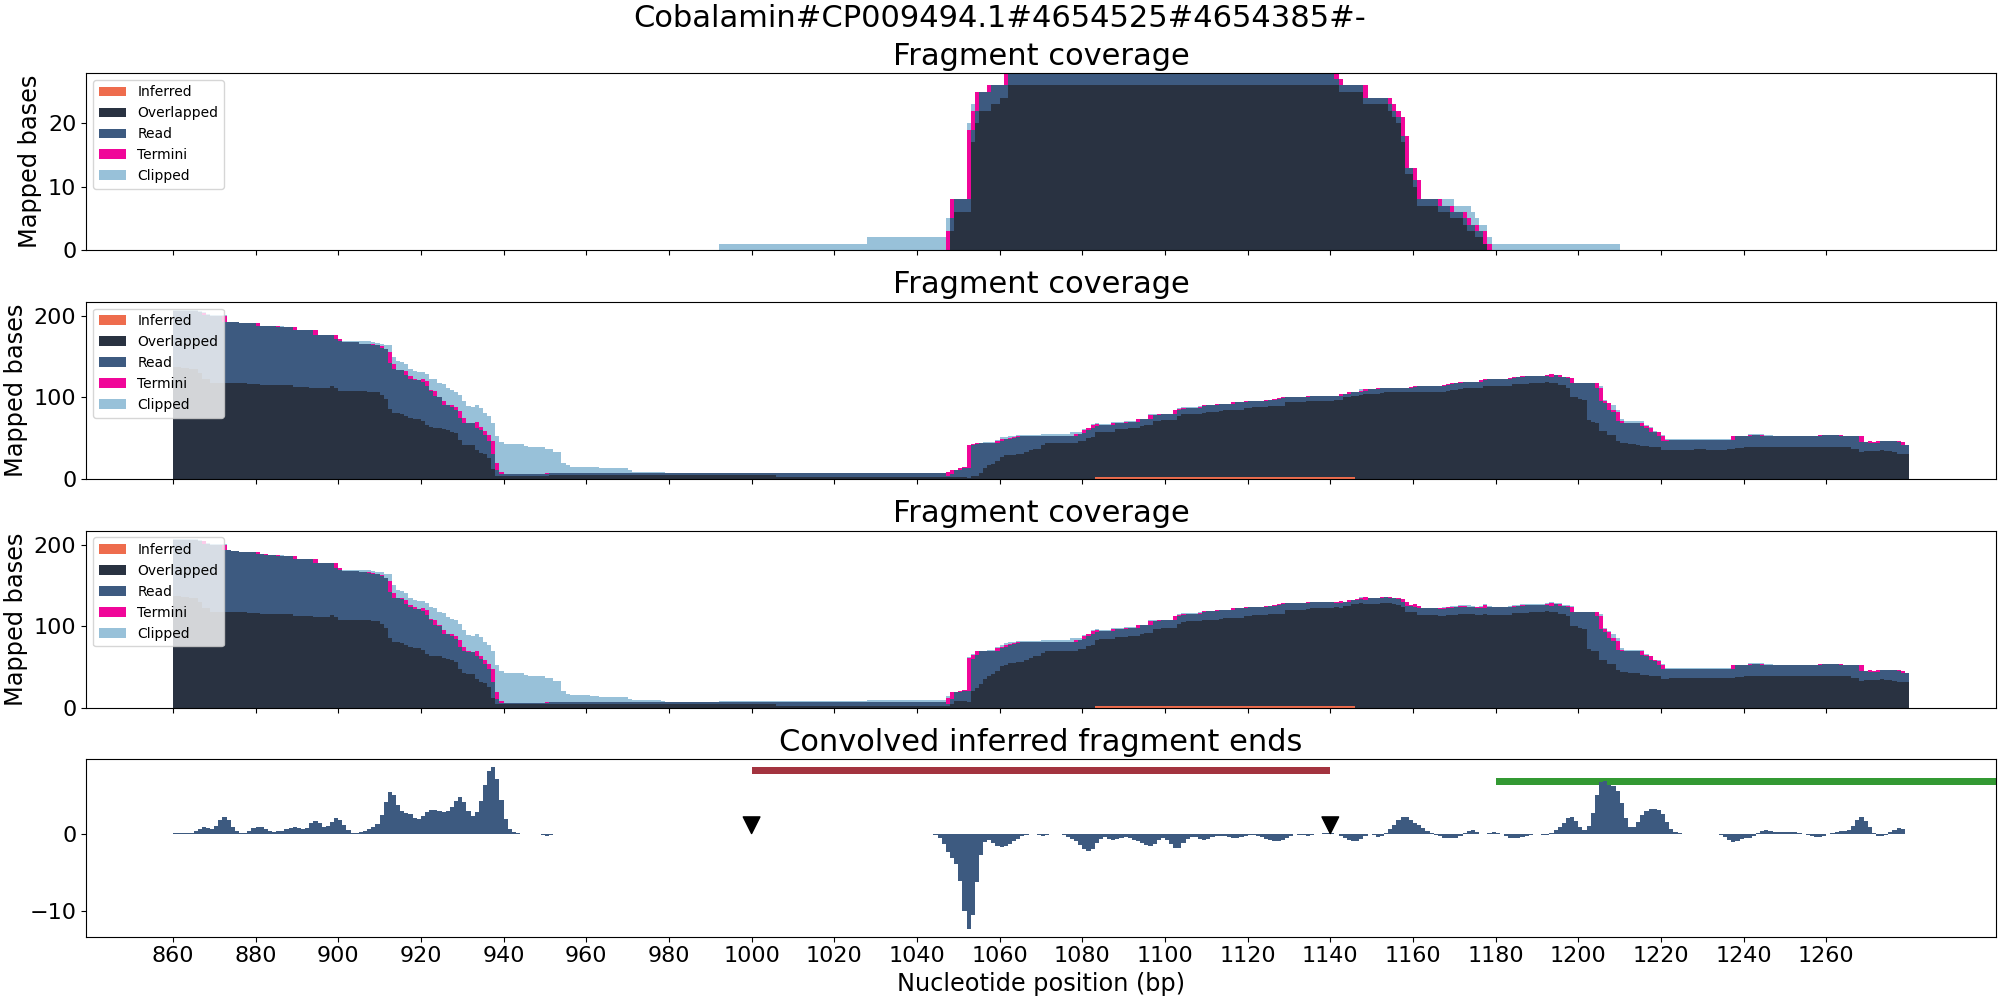 Cobalamin#CP009494.1#4654525#4654385#-
Fragment coverage
Mapped bases
20
10
0
Inferred
Overlapped
Read
Termini
Clipped
Fragment coverage
Mapped bases
200
100
0
Inferred
Overlapped
Read
Termini
Clipped
Fragment coverage
Mapped bases
200
100
0
Inferred
Overlapped
Read
Termini
Clipped
Convolved inferred fragment ends
0
−10
860 880 900 920 940 960 980 1000 1020 1040 1060 1080 1100 1120 1140 1160 1180 1200 1220 1240 1260
Nucleotide position (bp)